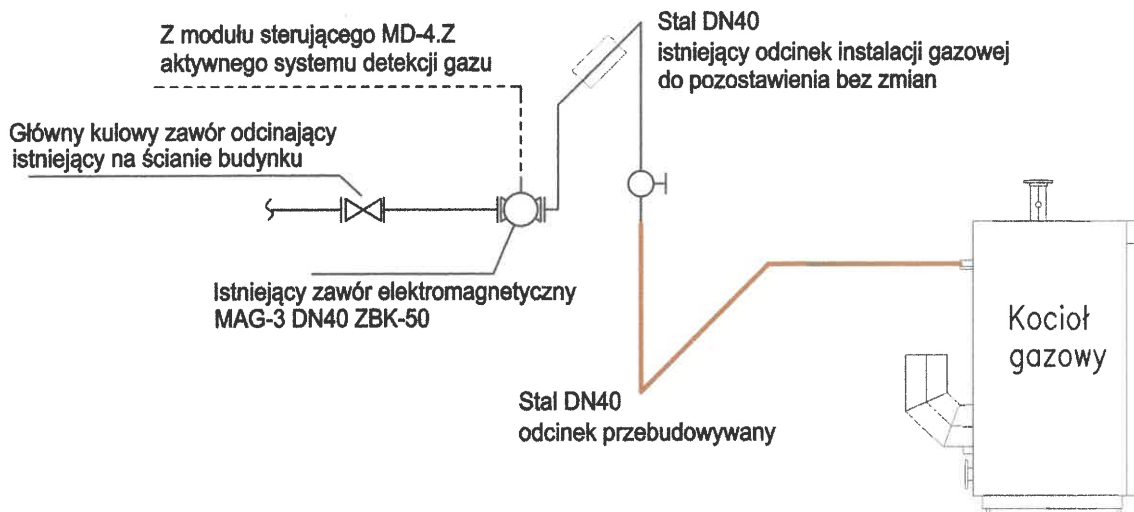 Z modułu sterującego MD-4.Z
aktywnego systemu detekcji gazu
Stal DN40
istniejący odcinek instalacji gazowej
do pozostawienia bez zmian
Główny kulowy zawór odcinający
istniejący na ścianie budynku
Istniejący zawór elektromagnetyczny
MAG-3 DN40 ZBK-50
Kocioł
gazowy
Stal DN40
odcinek przebudowywany